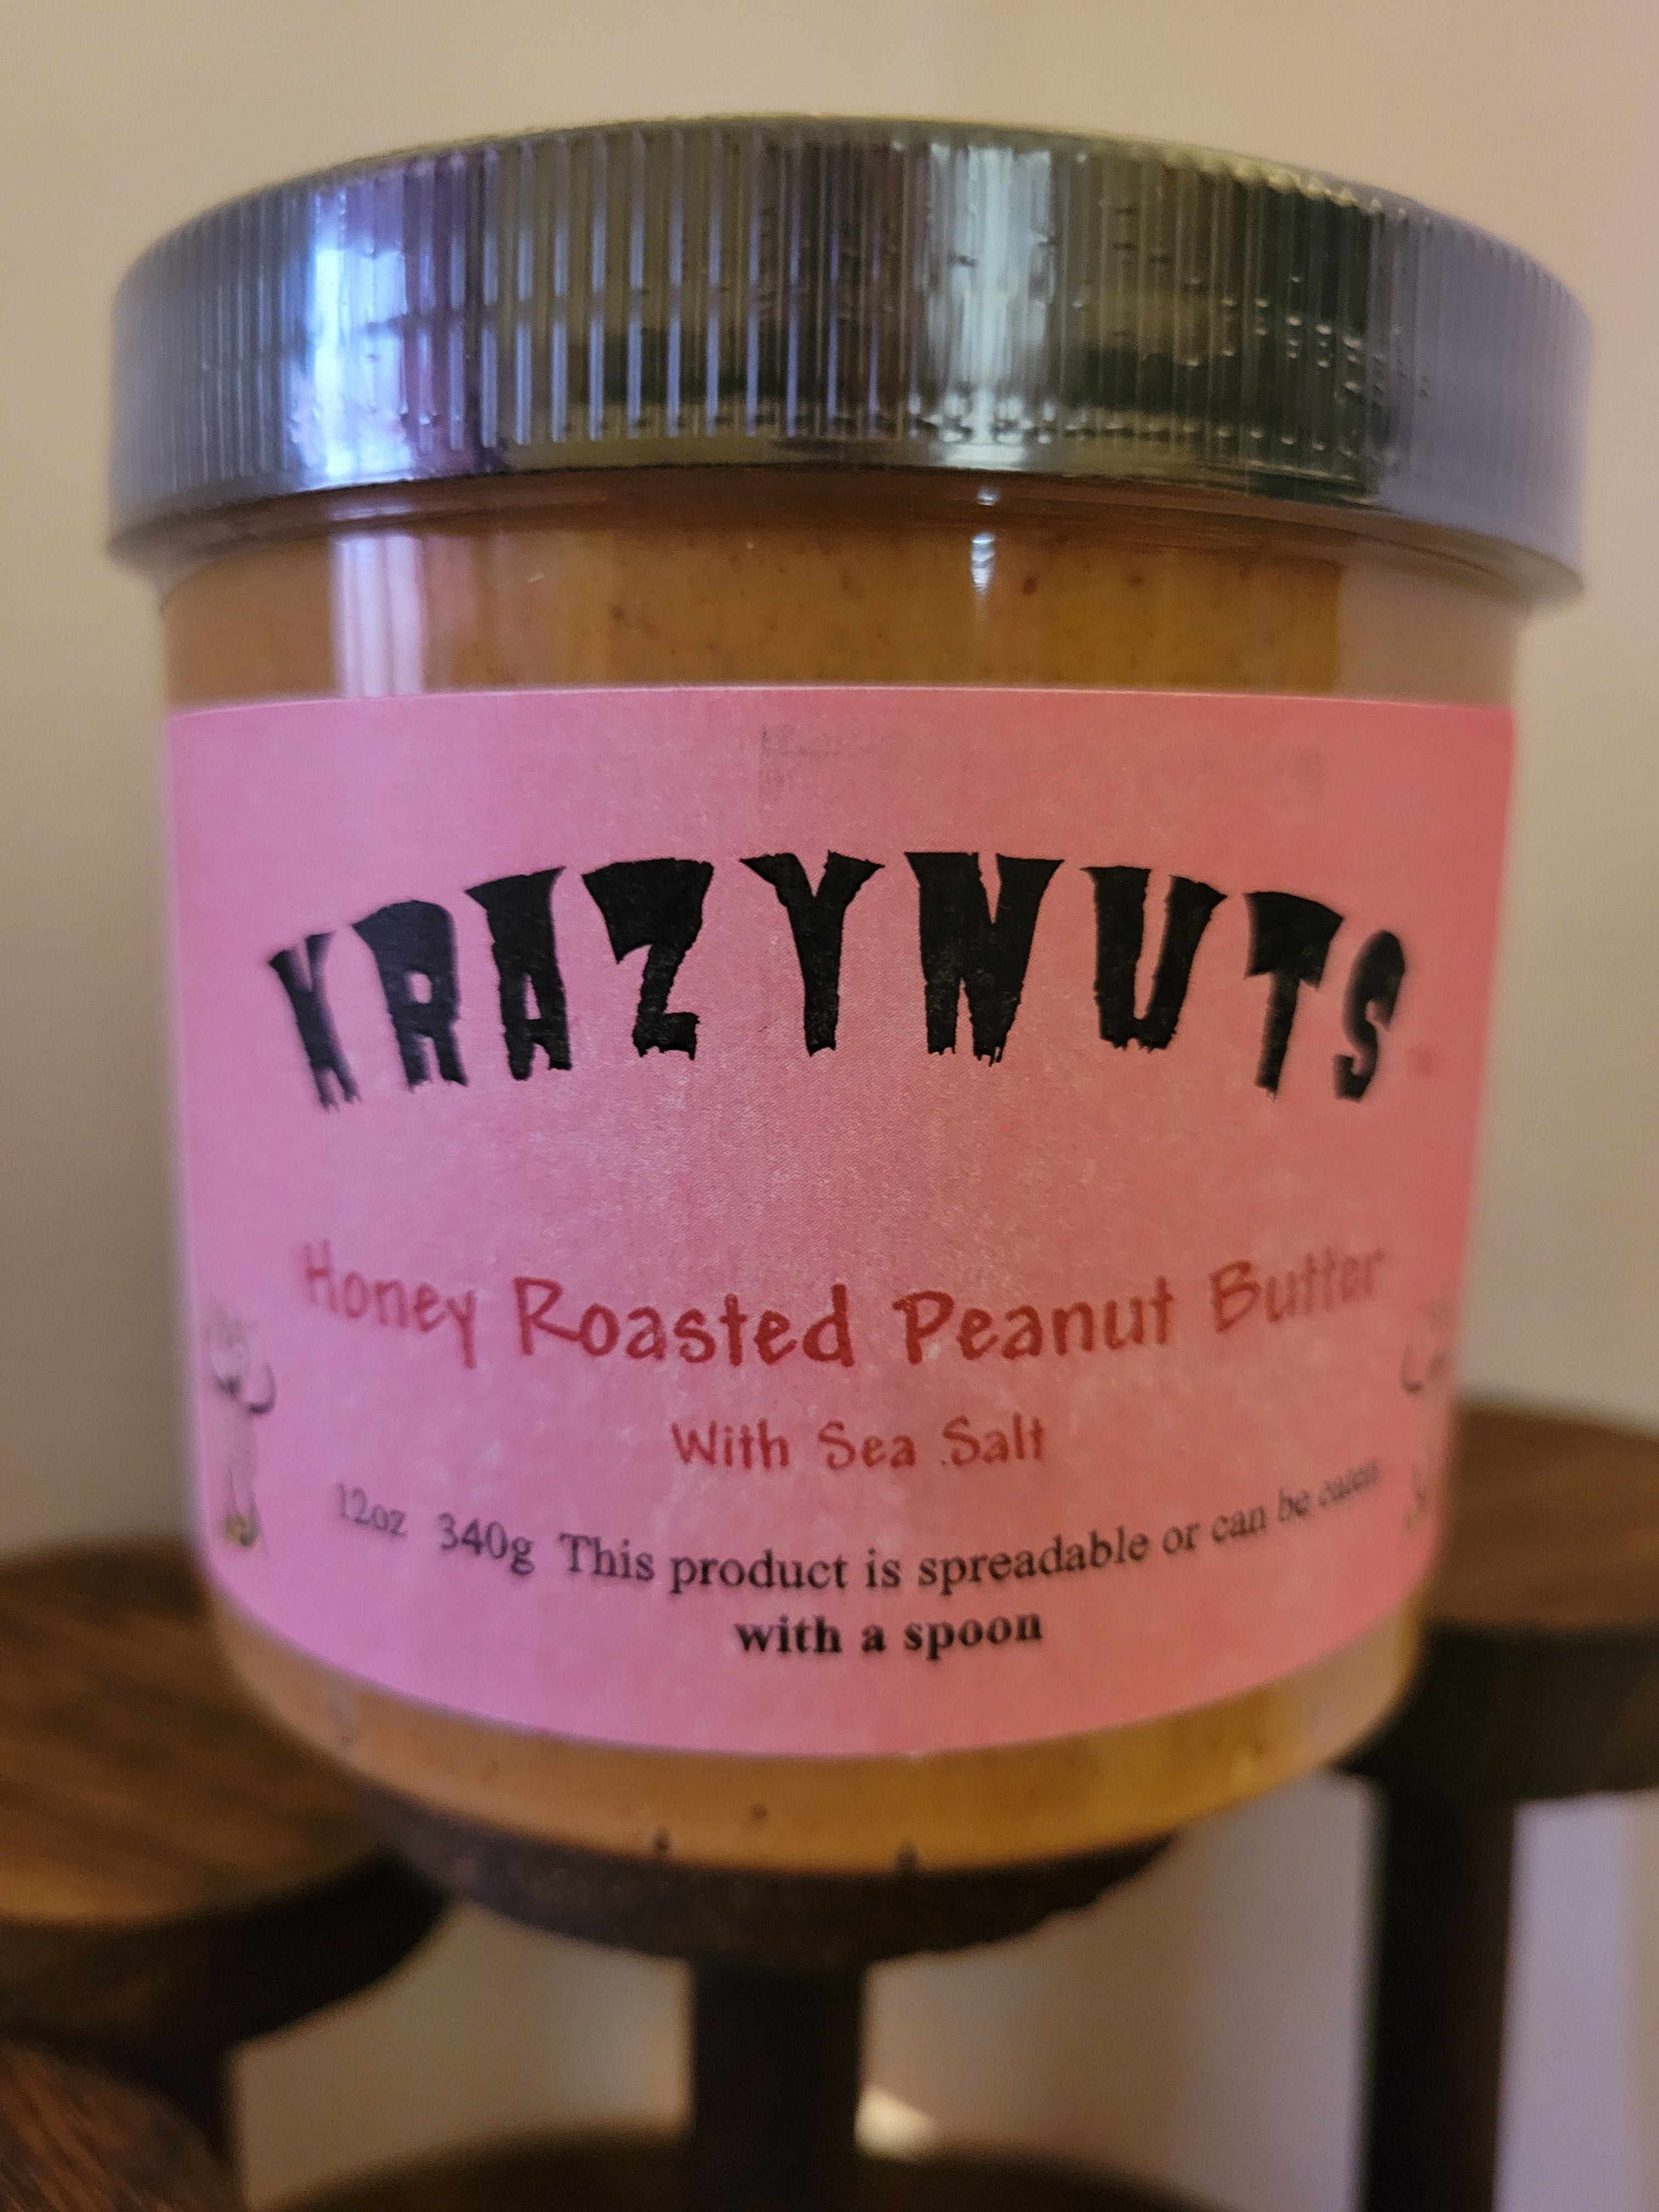 KRAZYNUTS
Honey Roasted Peanut Butter
With Sea Salt
12oz 340g This product is spreadable or can be eaten
with a spoon